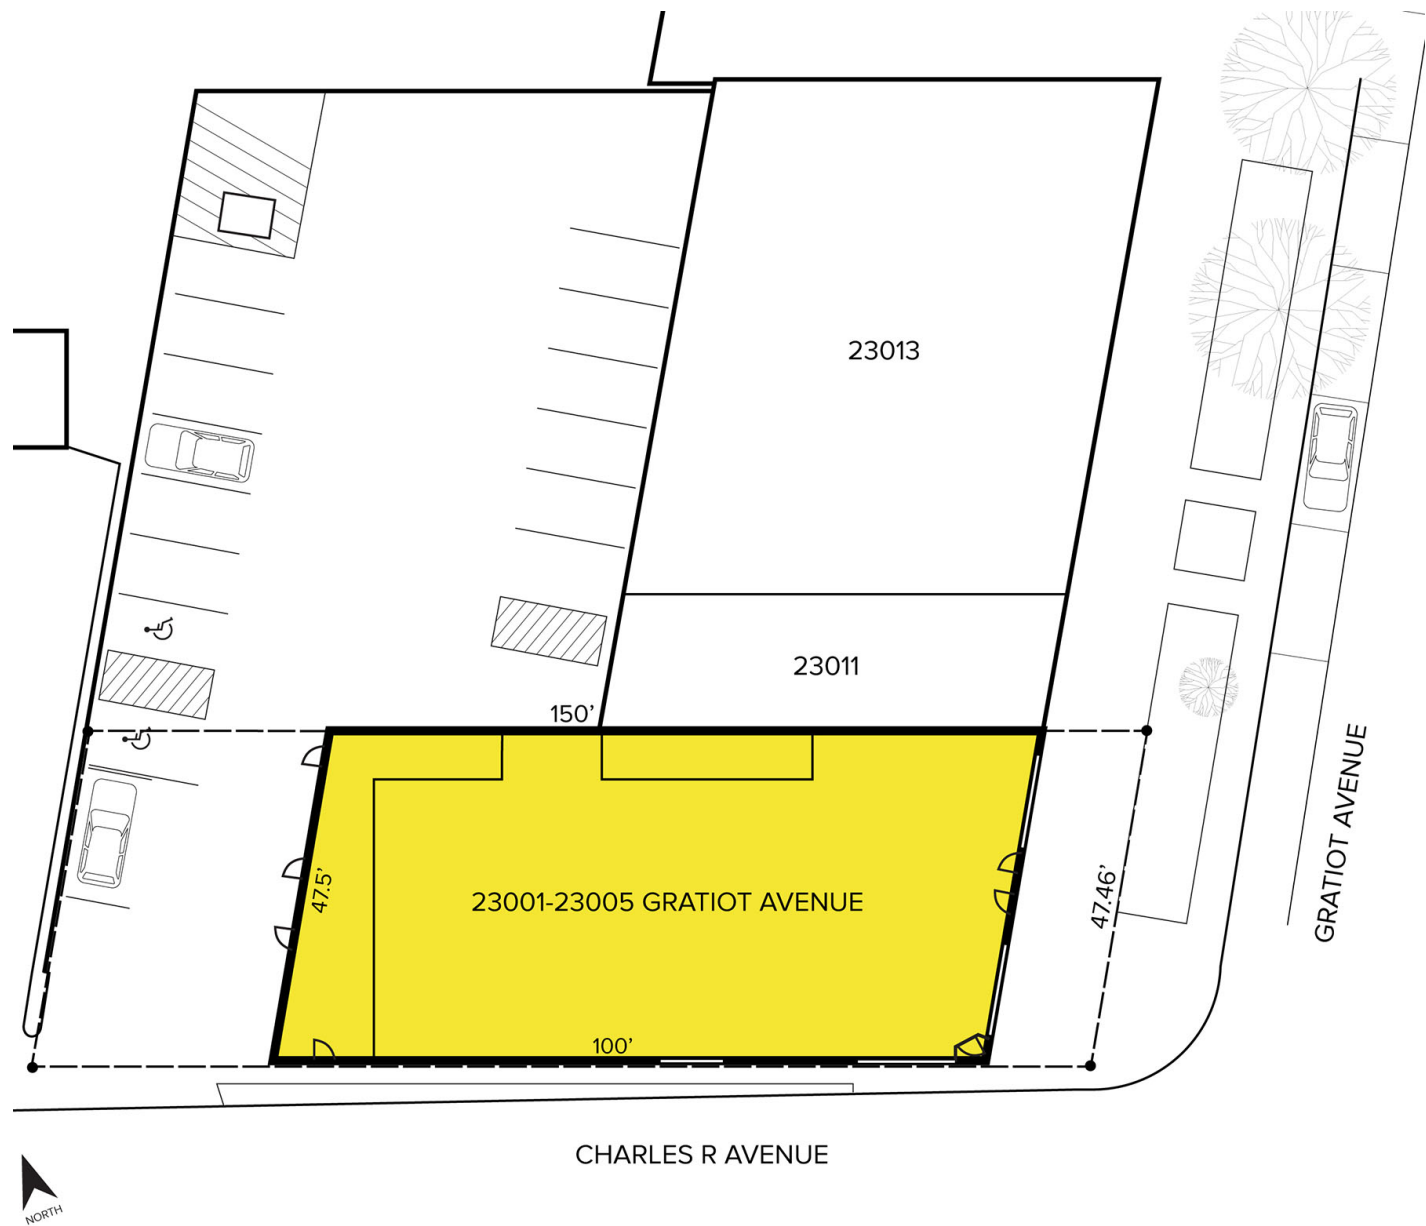 23013
23011
150’
47.5’
23001-23005 GRATIOT AVENUE
47.46’
GRATIOT AVENUE
100’
CHARLES R AVENUE
NORTH